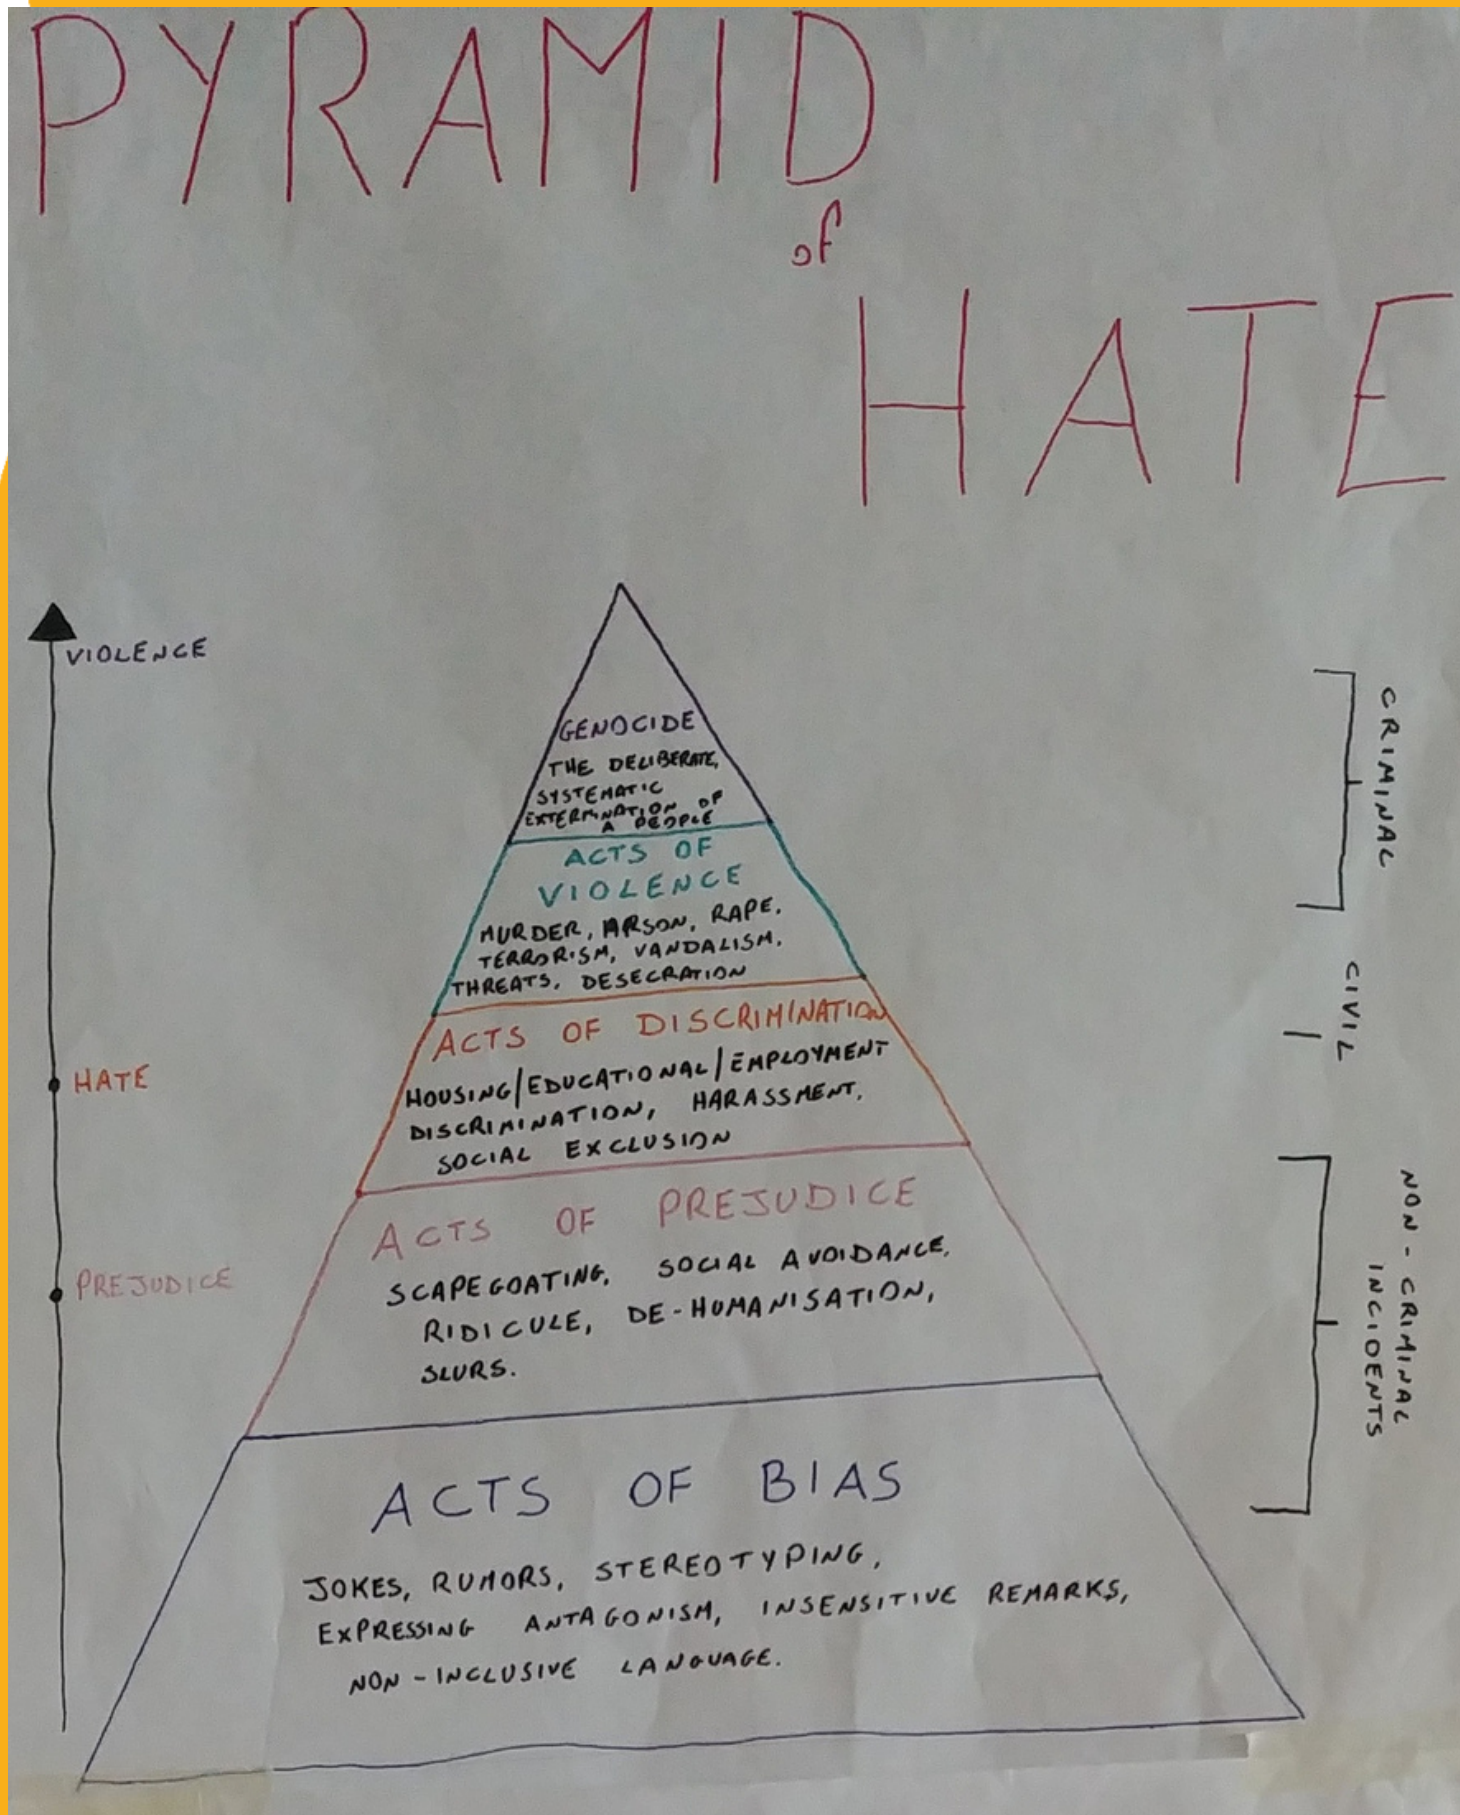 PYRAMID
of
HATE
VIOLENCE
HATE
PREJUDICE
GENOCIDE
THE DELIBERATE,
SYSTEMATIC
EXTERMINATION OF
A PEOPLE
ACTS OF
VIOLENCE
MURDER, ARSON, RAPE,
TERRORISM, VANDALISM,
THREATS, DESECRATION
ACTS OF DISCRIMINATION
HOUSING/EDUCATIONAL/EMPLOYMENT
DISCRIMINATION, HARASSMENT,
SOCIAL EXCLUSION
ACTS OF PREJUDICE
SCAPEGOATING, SOCIAL AVOIDANCE,
RIDICULE, DE-HUMANISATION,
SLURS.
ACTS OF BIAS
JOKES, RUMORS, STEREOTYPING,
EXPRESSING ANTAGONISM, INSENSITIVE REMARKS,
NON-INCLUSIVE LANGUAGE.
CRIMINAL
CIVIL
NON-CRIMINAL
INCIDENTS